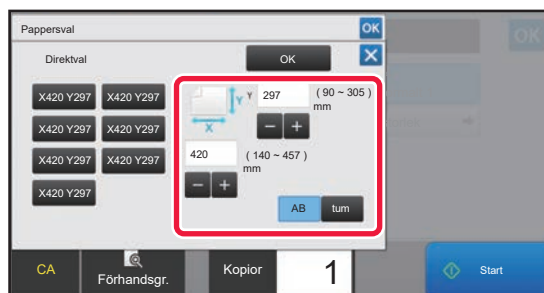 Pappersval
OK
OK
Direktval
OK
X420 Y297
X420 Y297
X420 Y297
X420 Y297
X420 Y297
X420 Y297
X420 Y297
Y
Y
297
( 90 ~ 305 )
mm
X
420
( 140 ~ 457 )
mm
AB
tum
CA
Förhandsgr.
Kopior
1
Start